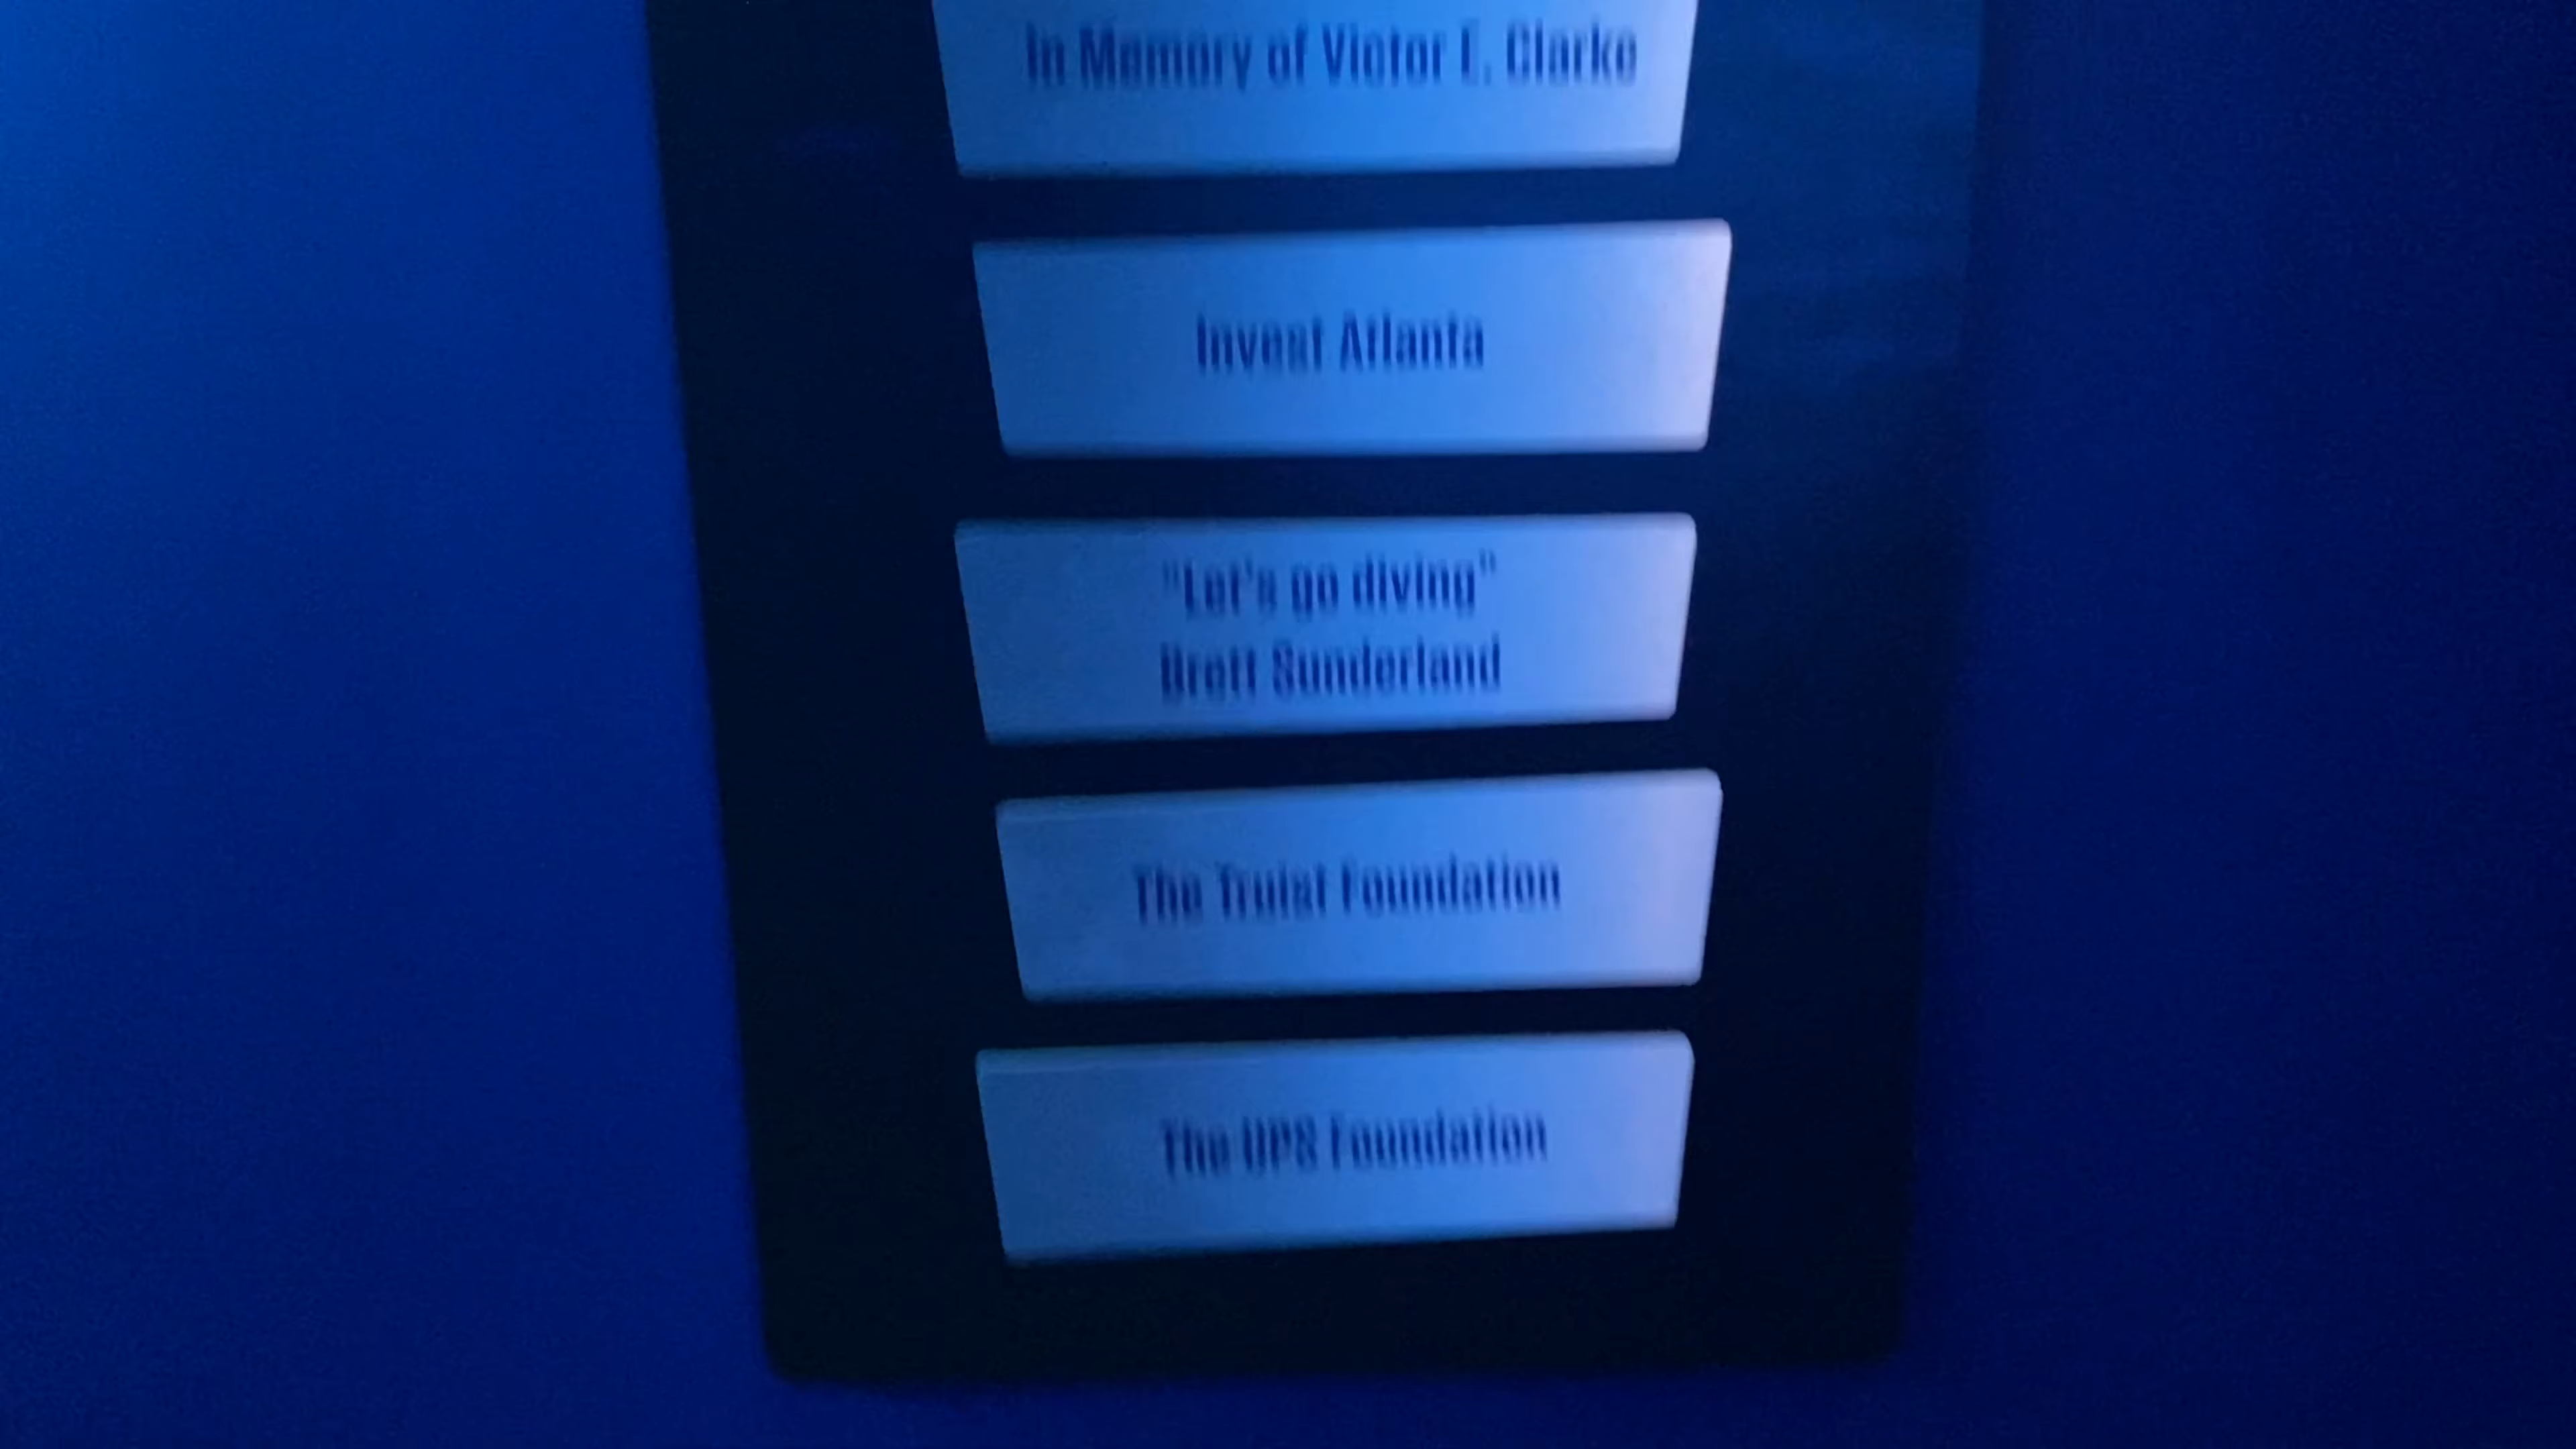 In Memory of Victor E. Clarke
Invest Atlanta
"Let's go diving"
Brett Sunderland
The Truist Foundation
The UPS Foundation